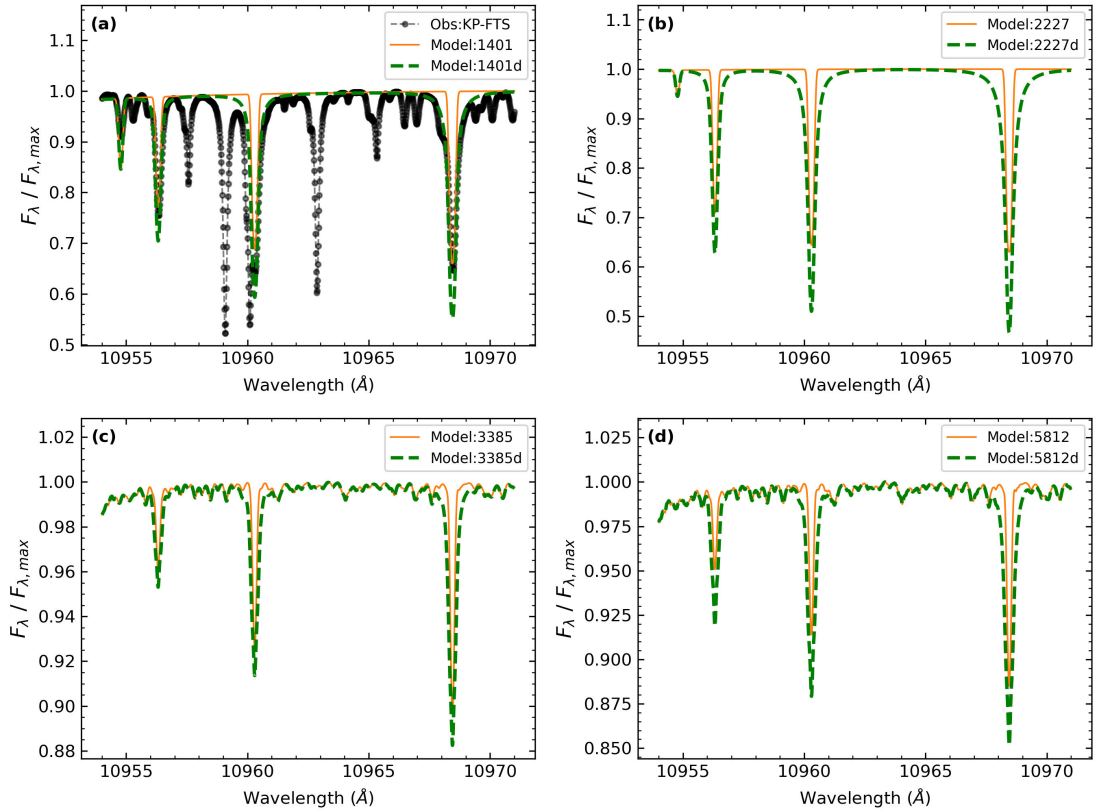 (a)
Obs:KP-FTS
Model:1401
Model:1401d
1.1
1.0
0.9
0.8
0.7
0.6
0.5
F_λ / F_{λ,max}
10955 10960 10965 10970
Wavelength (Å)
(b)
Model:2227
Model:2227d
1.1
1.0
0.9
0.8
0.7
0.6
0.5
F_λ / F_{λ,max}
10955 10960 10965 10970
Wavelength (Å)
(c)
Model:3385
Model:3385d
1.02
1.00
0.98
0.96
0.94
0.92
0.90
0.88
F_λ / F_{λ,max}
10955 10960 10965 10970
Wavelength (Å)
(d)
Model:5812
Model:5812d
1.025
1.000
0.975
0.950
0.925
0.900
0.875
0.850
F_λ / F_{λ,max}
10955 10960 10965 10970
Wavelength (Å)